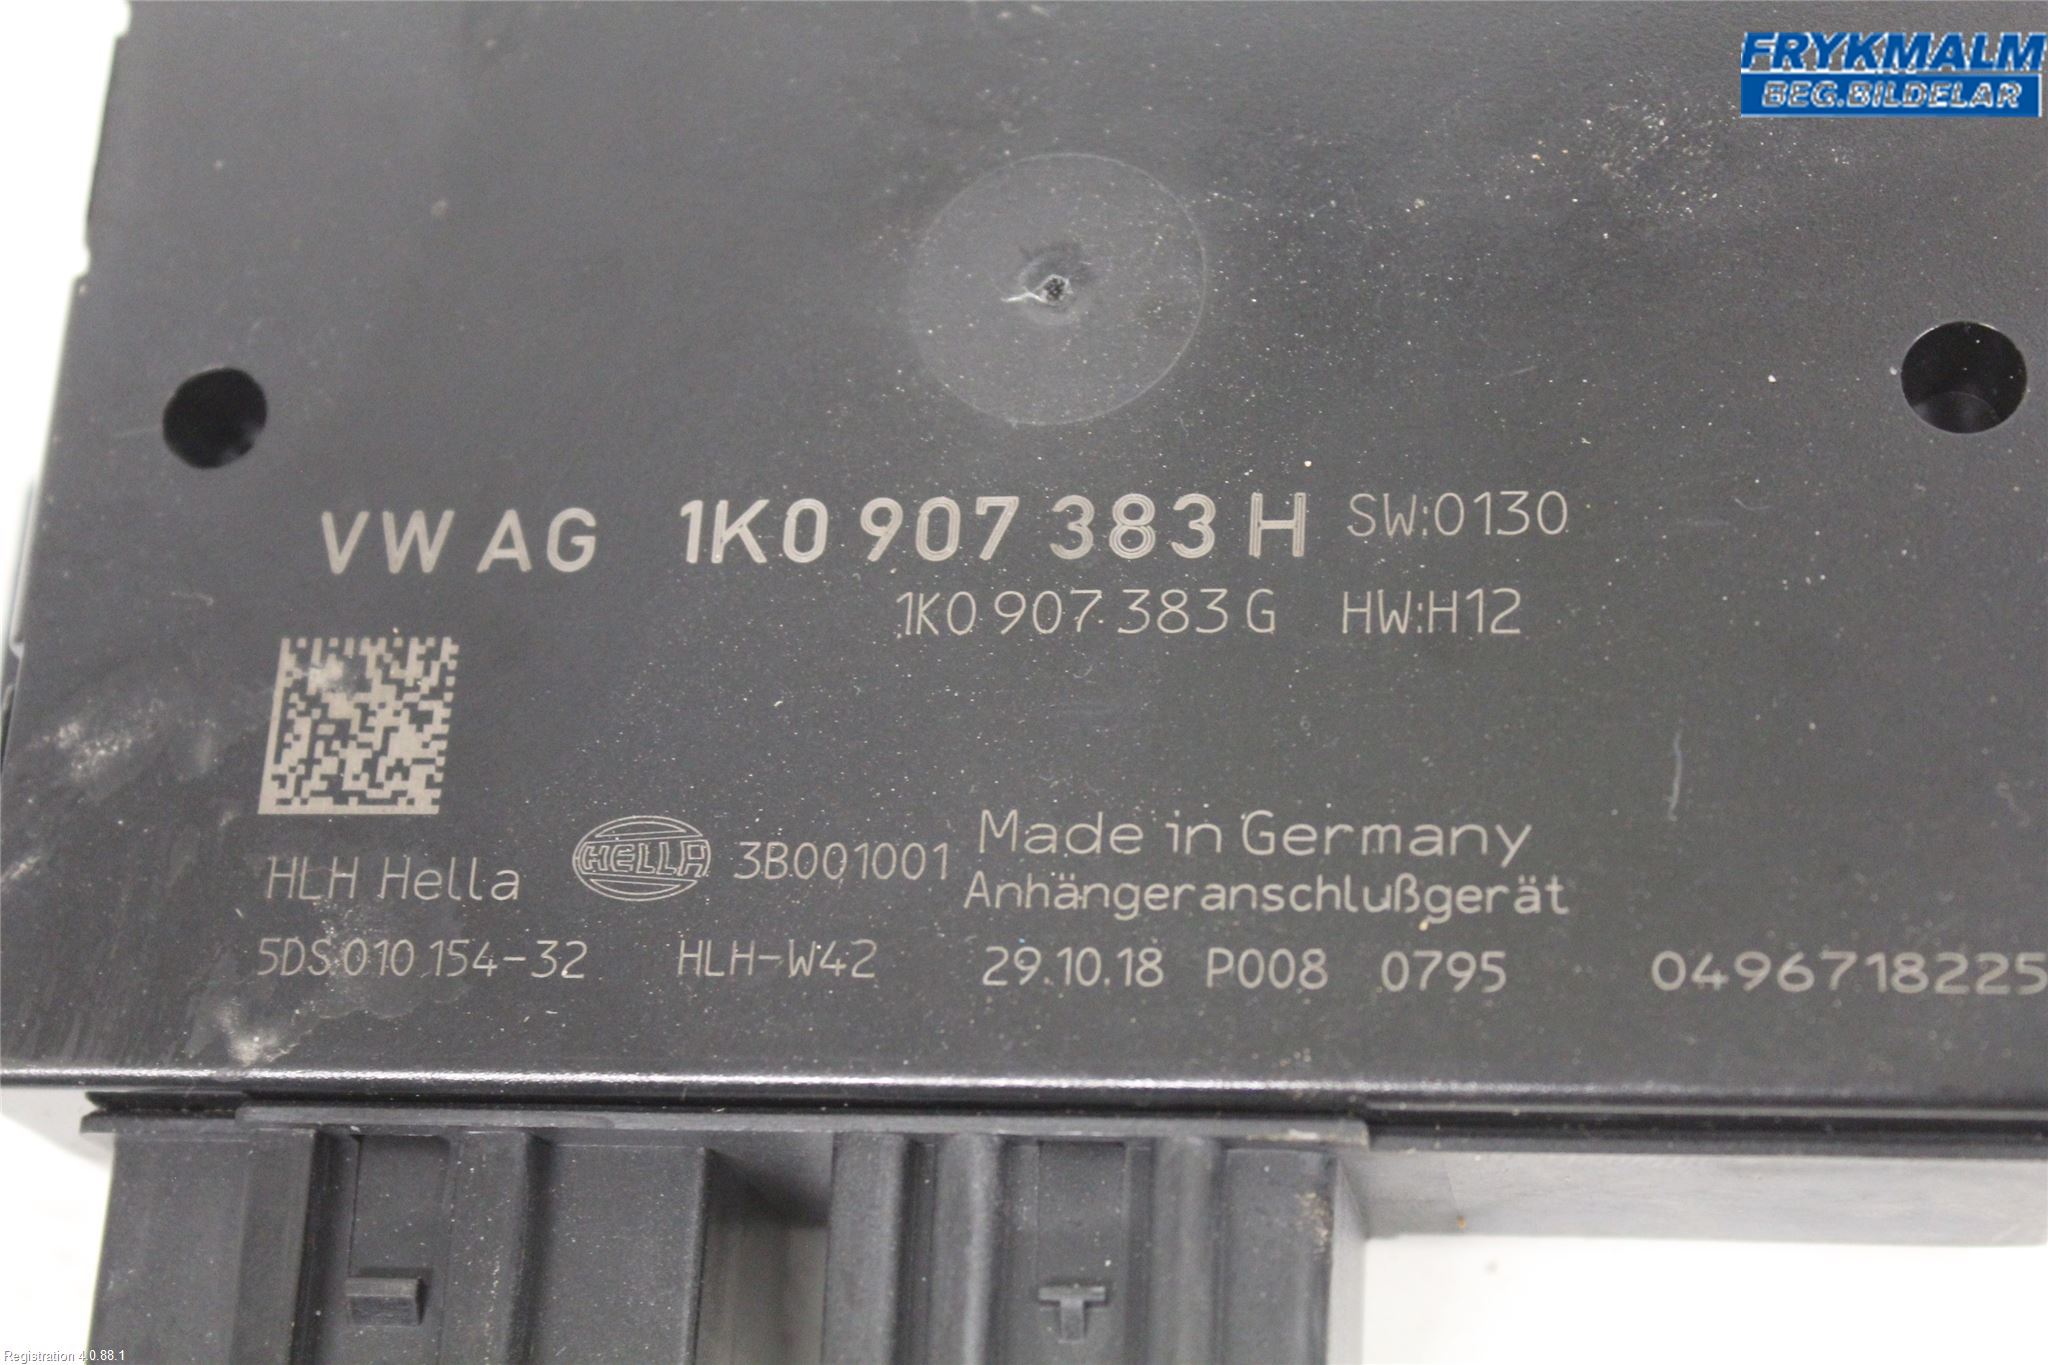 FRYKMALM
BEG.BILDELAR
VW AG 1K0 907 383 H SW:0130
1K0 907 383 G HW:H12
HLH Hella HELLA 3B001001 Made in Germany
Anhängeranschlußgerät
5DS 010 154-32 HLH-W42 29.10.18 P008 0795 0496718225
Registration 4.0.88.1